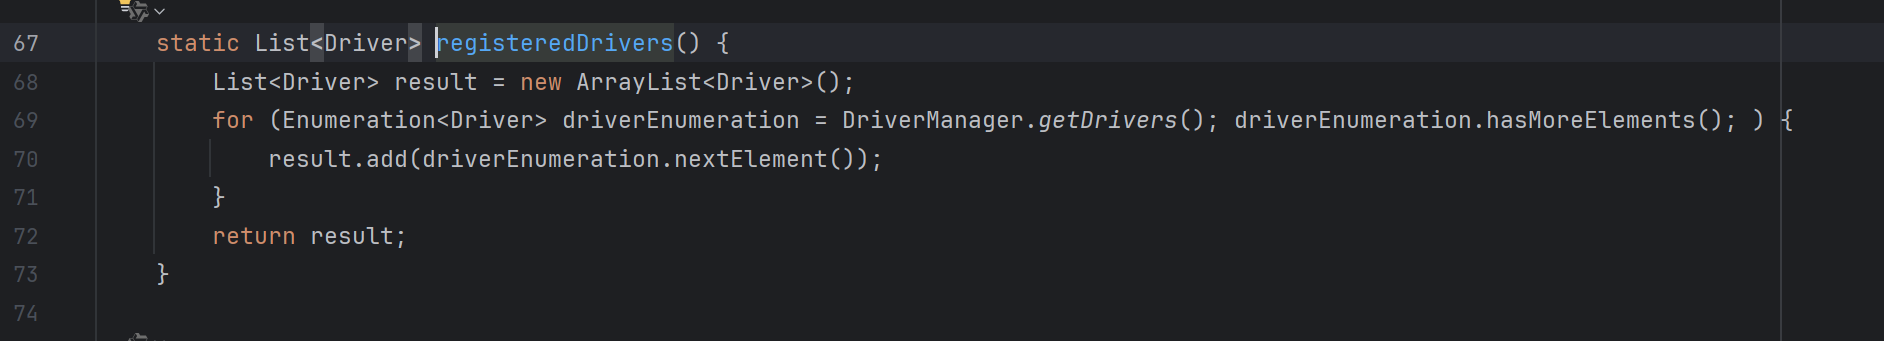 67 static List<Driver> registeredDrivers() {
68 List<Driver> result = new ArrayList<Driver>();
69 for (Enumeration<Driver> driverEnumeration = DriverManager.getDrivers(); driverEnumeration.hasMoreElements(); ) {
70 result.add(driverEnumeration.nextElement());
71 }
72 return result;
73 }
74